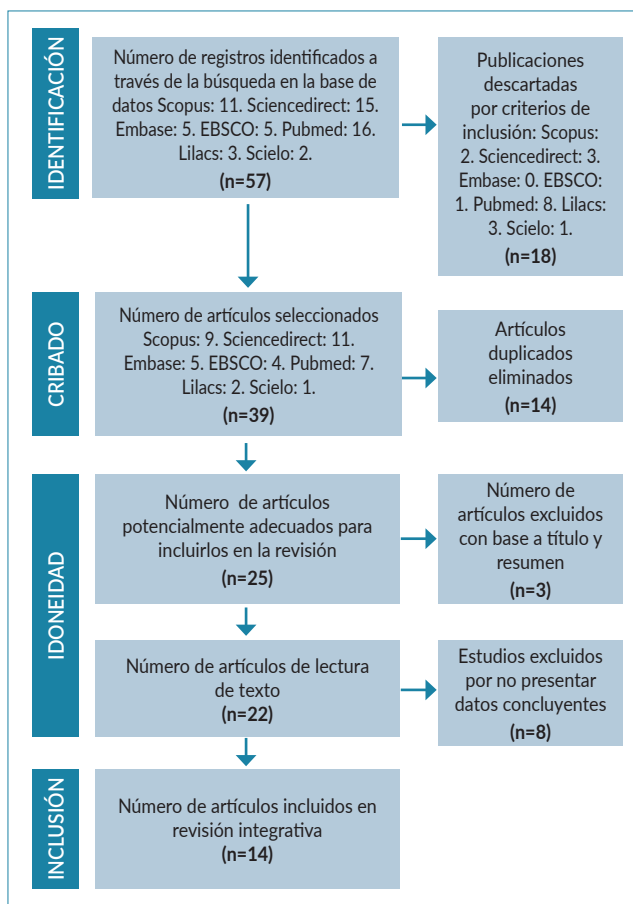 IDENTIFICACIÓN
Número de registros identificados a
través de la búsqueda en la base de
datos Scopus: 11. Sciencedirect: 15.
Embase: 5. EBSCO: 5. Pubmed: 16.
Lilacs: 3. Scielo: 2.
(n=57)
Publicaciones
descartadas
por criterios de
inclusión: Scopus:
2. Sciencedirect: 3.
Embase: 0. EBSCO:
1. Pubmed: 8. Lilacs:
3. Scielo: 1.
(n=18)
CRIBADO
Número de artículos seleccionados
Scopus: 9. Sciencedirect: 11.
Embase: 5. EBSCO: 4. Pubmed: 7.
Lilacs: 2. Scielo: 1.
(n=39)
Artículos
duplicados
eliminados
(n=14)
IDONEIDAD
Número de artículos
potencialmente adecuados para
incluirlos en la revisión
(n=25)
Número de
artículos excluidos
con base a título y
resumen
(n=3)
Número de artículos de lectura
de texto
(n=22)
Estudios excluidos
por no presentar
datos concluyentes
(n=8)
INCLUSIÓN
Número de artículos incluidos en
revisión integrativa
(n=14)